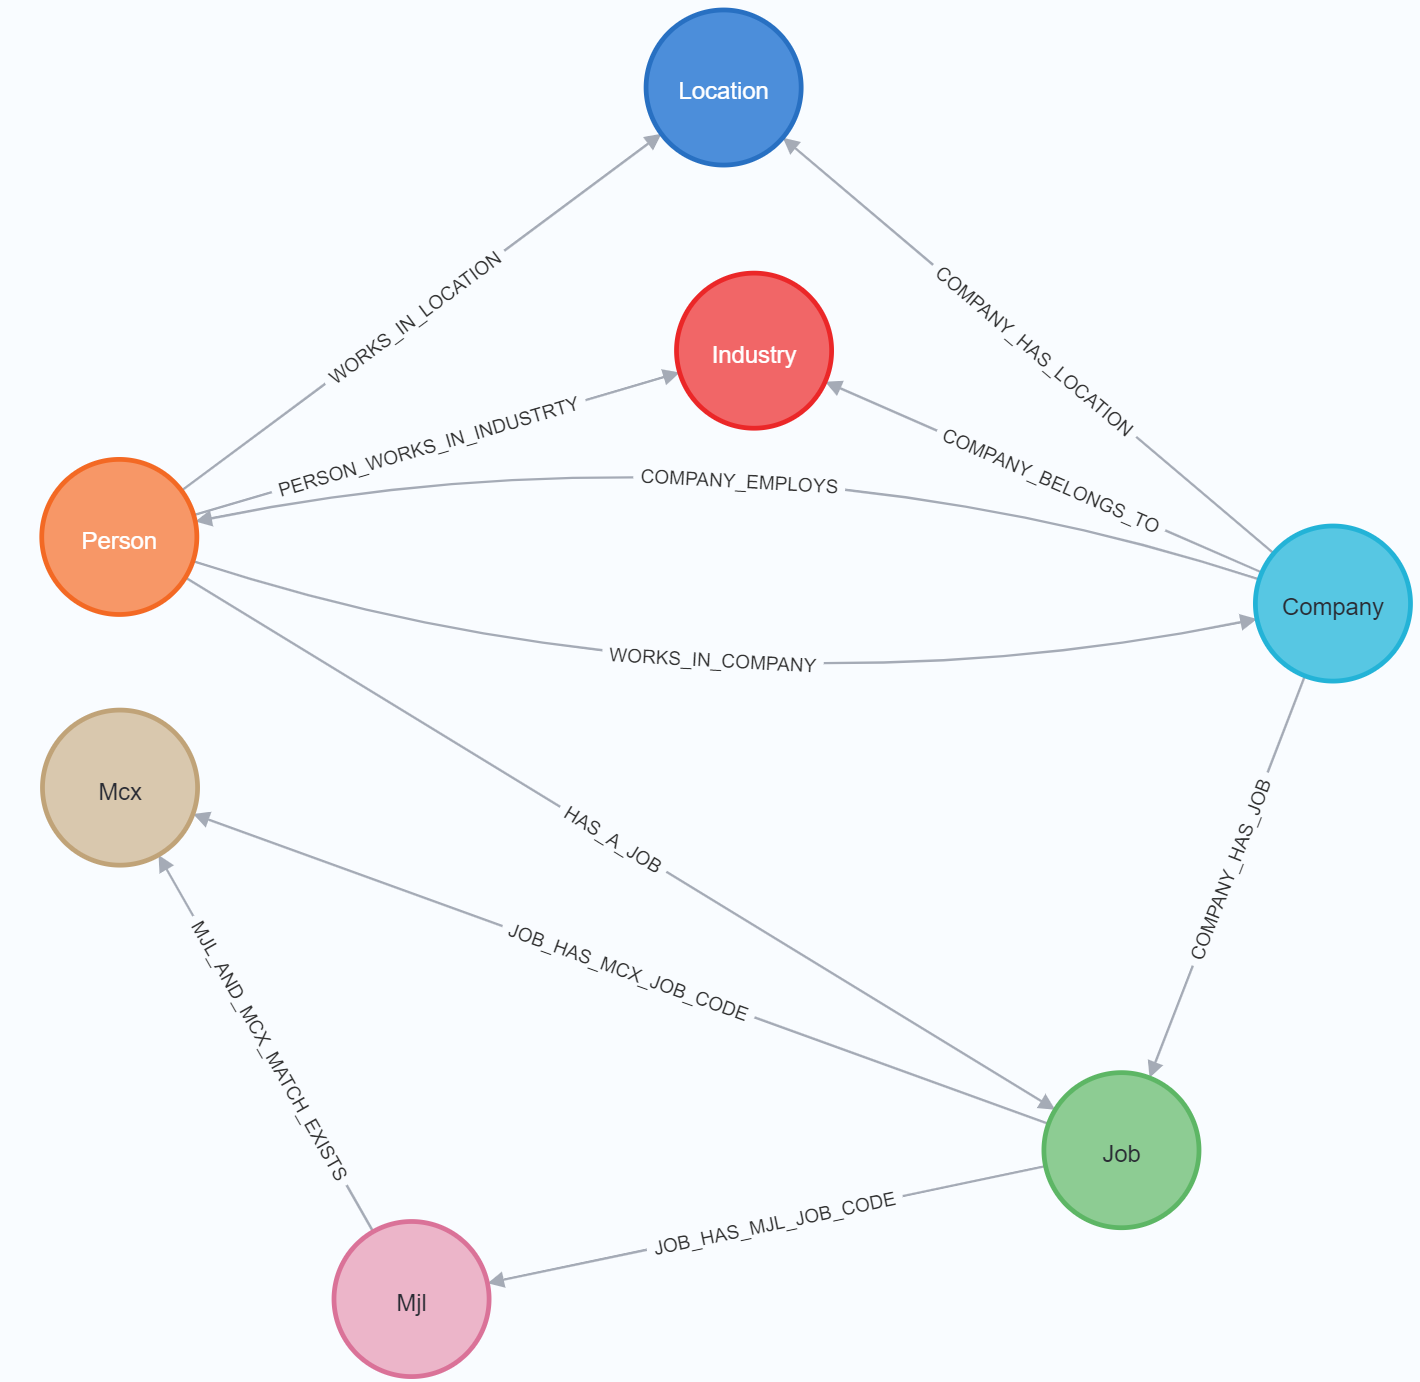 Location
WORKS_IN_LOCATION
COMPANY_HAS_LOCATION
Industry
PERSON_WORKS_IN_INDUSTRTY
COMPANY_BELONGS_TO
COMPANY_EMPLOYS
Person
Company
WORKS_IN_COMPANY
Mcx
HAS_A_JOB
COMPANY_HAS_JOB
JOB_HAS_MCX_JOB_CODE
MJL_AND_MCX_MATCH_EXISTS
Job
JOB_HAS_MJL_JOB_CODE
Mjl